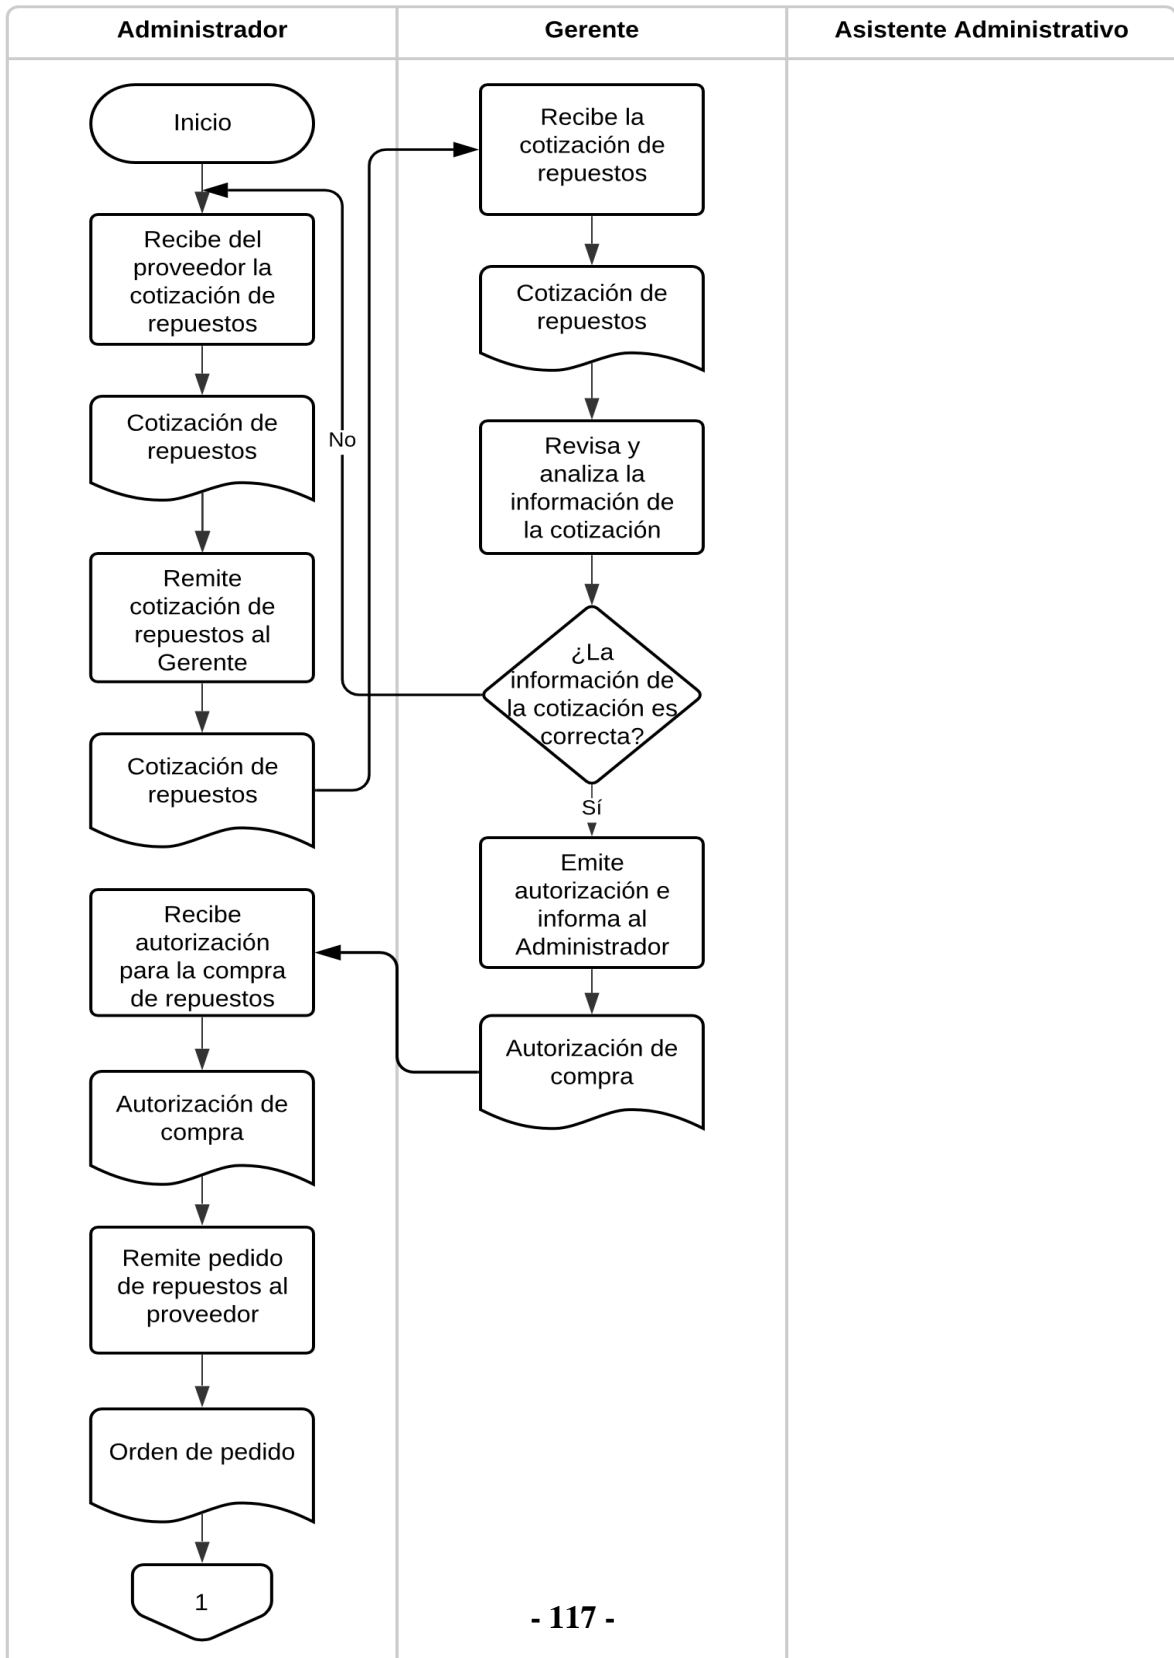 Administrador
Gerente
Asistente Administrativo
Inicio
Recibe del
proveedor la
cotización de
repuestos
Cotización de
repuestos
Remite
cotización de
repuestos al
Gerente
Cotización de
repuestos
No
Recibe la
cotización de
repuestos
Cotización de
repuestos
Revisa y
analiza la
información de
la cotización
¿La
información de
la cotización es
correcta?
Sí
Emite
autorización e
informa al
Administrador
Autorización de
compra
Recibe
autorización
para la compra
de repuestos
Autorización de
compra
Remite pedido
de repuestos al
proveedor
Orden de pedido
1
- 117 -